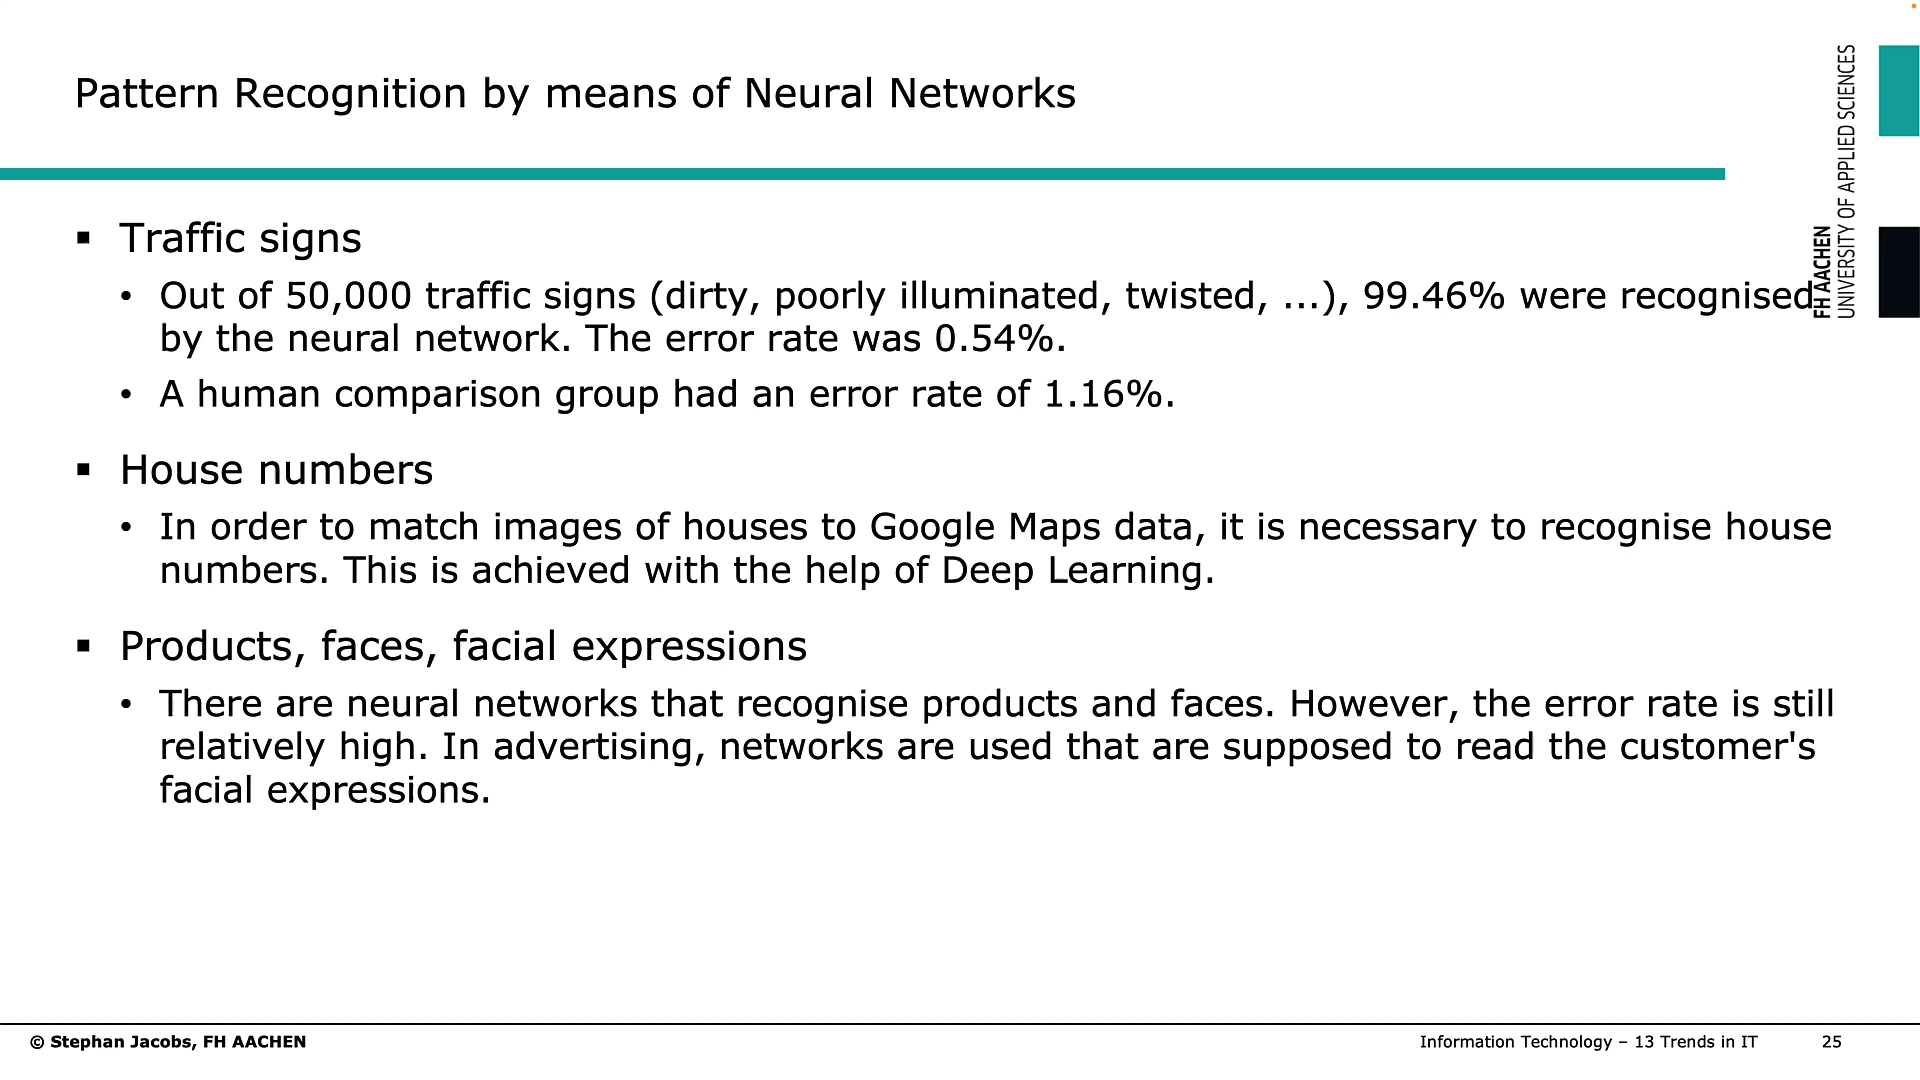 Pattern Recognition by means of Neural Networks
FH AACHEN
UNIVERSITY OF APPLIED SCIENCES
▪ Traffic signs
• Out of 50,000 traffic signs (dirty, poorly illuminated, twisted, ...), 99.46% were recognised
by the neural network. The error rate was 0.54%.
• A human comparison group had an error rate of 1.16%.
▪ House numbers
• In order to match images of houses to Google Maps data, it is necessary to recognise house
numbers. This is achieved with the help of Deep Learning.
▪ Products, faces, facial expressions
• There are neural networks that recognise products and faces. However, the error rate is still
relatively high. In advertising, networks are used that are supposed to read the customer's
facial expressions.
© Stephan Jacobs, FH AACHEN
Information Technology – 13 Trends in IT 25